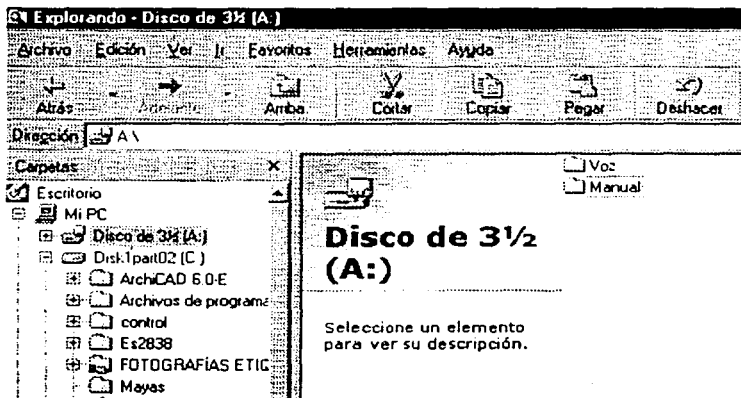 Explorando - Disco de 3½ (A:)
Archivo Edición Ver Ir Favoritos Herramientas Ayuda
Atrás Adelante Arriba Cortar Copiar Pegar Deshacer
Dirección A:\
Carpetas
Escritorio
Mi PC
Disco de 3½ (A:)
Disk1part02 (C:)
ArchiCAD 6.0-E
Archivos de programa
control
Es2838
FOTOGRAFÍAS ETIC
Mayas
Voz
Manual
Disco de 3½
(A:)
Seleccione un elemento
para ver su descripción.